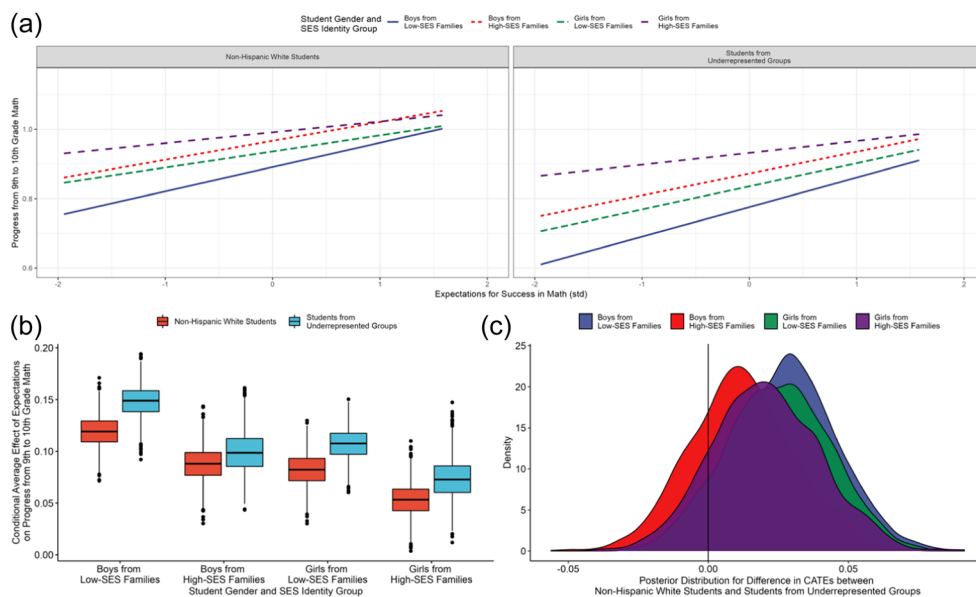 (a)
Student Gender and
SES Identity Group
Boys from
Low-SES Families
Boys from
High-SES Families
Girls from
Low-SES Families
Girls from
High-SES Families
Non-Hispanic White Students
Students from
Underrepresented Groups
Progress from 9th to 10th Grade Math
1.0
0.8
0.6
-2
-1
0
1
2
-2
-1
0
1
2
Expectations for Success in Math (std)
(b)
Non-Hispanic White Students
Students from
Underrepresented Groups
Conditional Average Effect of Expectations
on Progress from 9th to 10th Grade Math
0.20
0.15
0.10
0.05
0.00
Boys from
Low-SES Families
Boys from
High-SES Families
Girls from
Low-SES Families
Girls from
High-SES Families
Student Gender and SES Identity Group
(c)
Boys from
Low-SES Families
Boys from
High-SES Families
Girls from
Low-SES Families
Girls from
High-SES Families
Density
25
20
15
10
5
0
-0.05
0.00
0.05
Posterior Distribution for Difference in CATEs between
Non-Hispanic White Students and Students from Underrepresented Groups